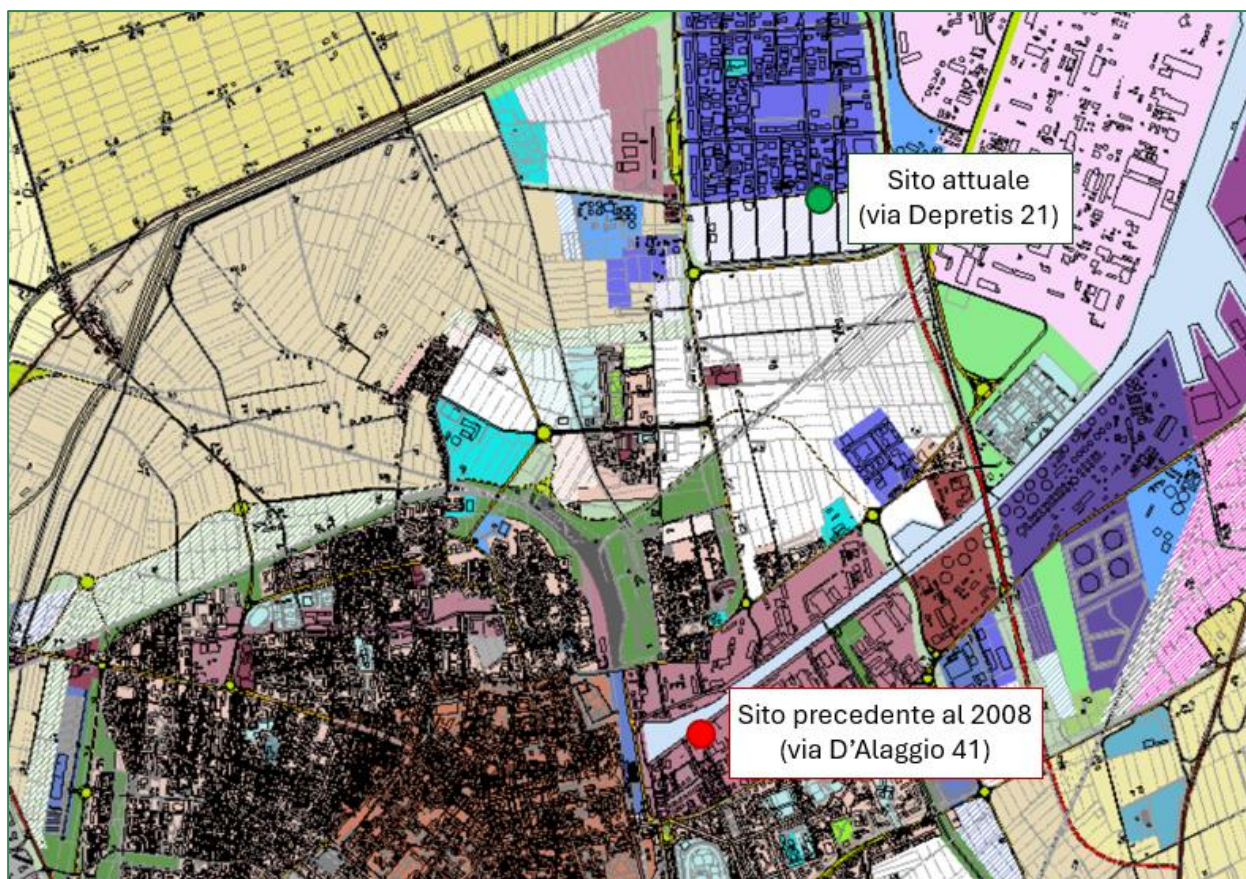 Sito attuale
(via Depretis 21)
Sito precedente al 2008
(via D'Alaggio 41)